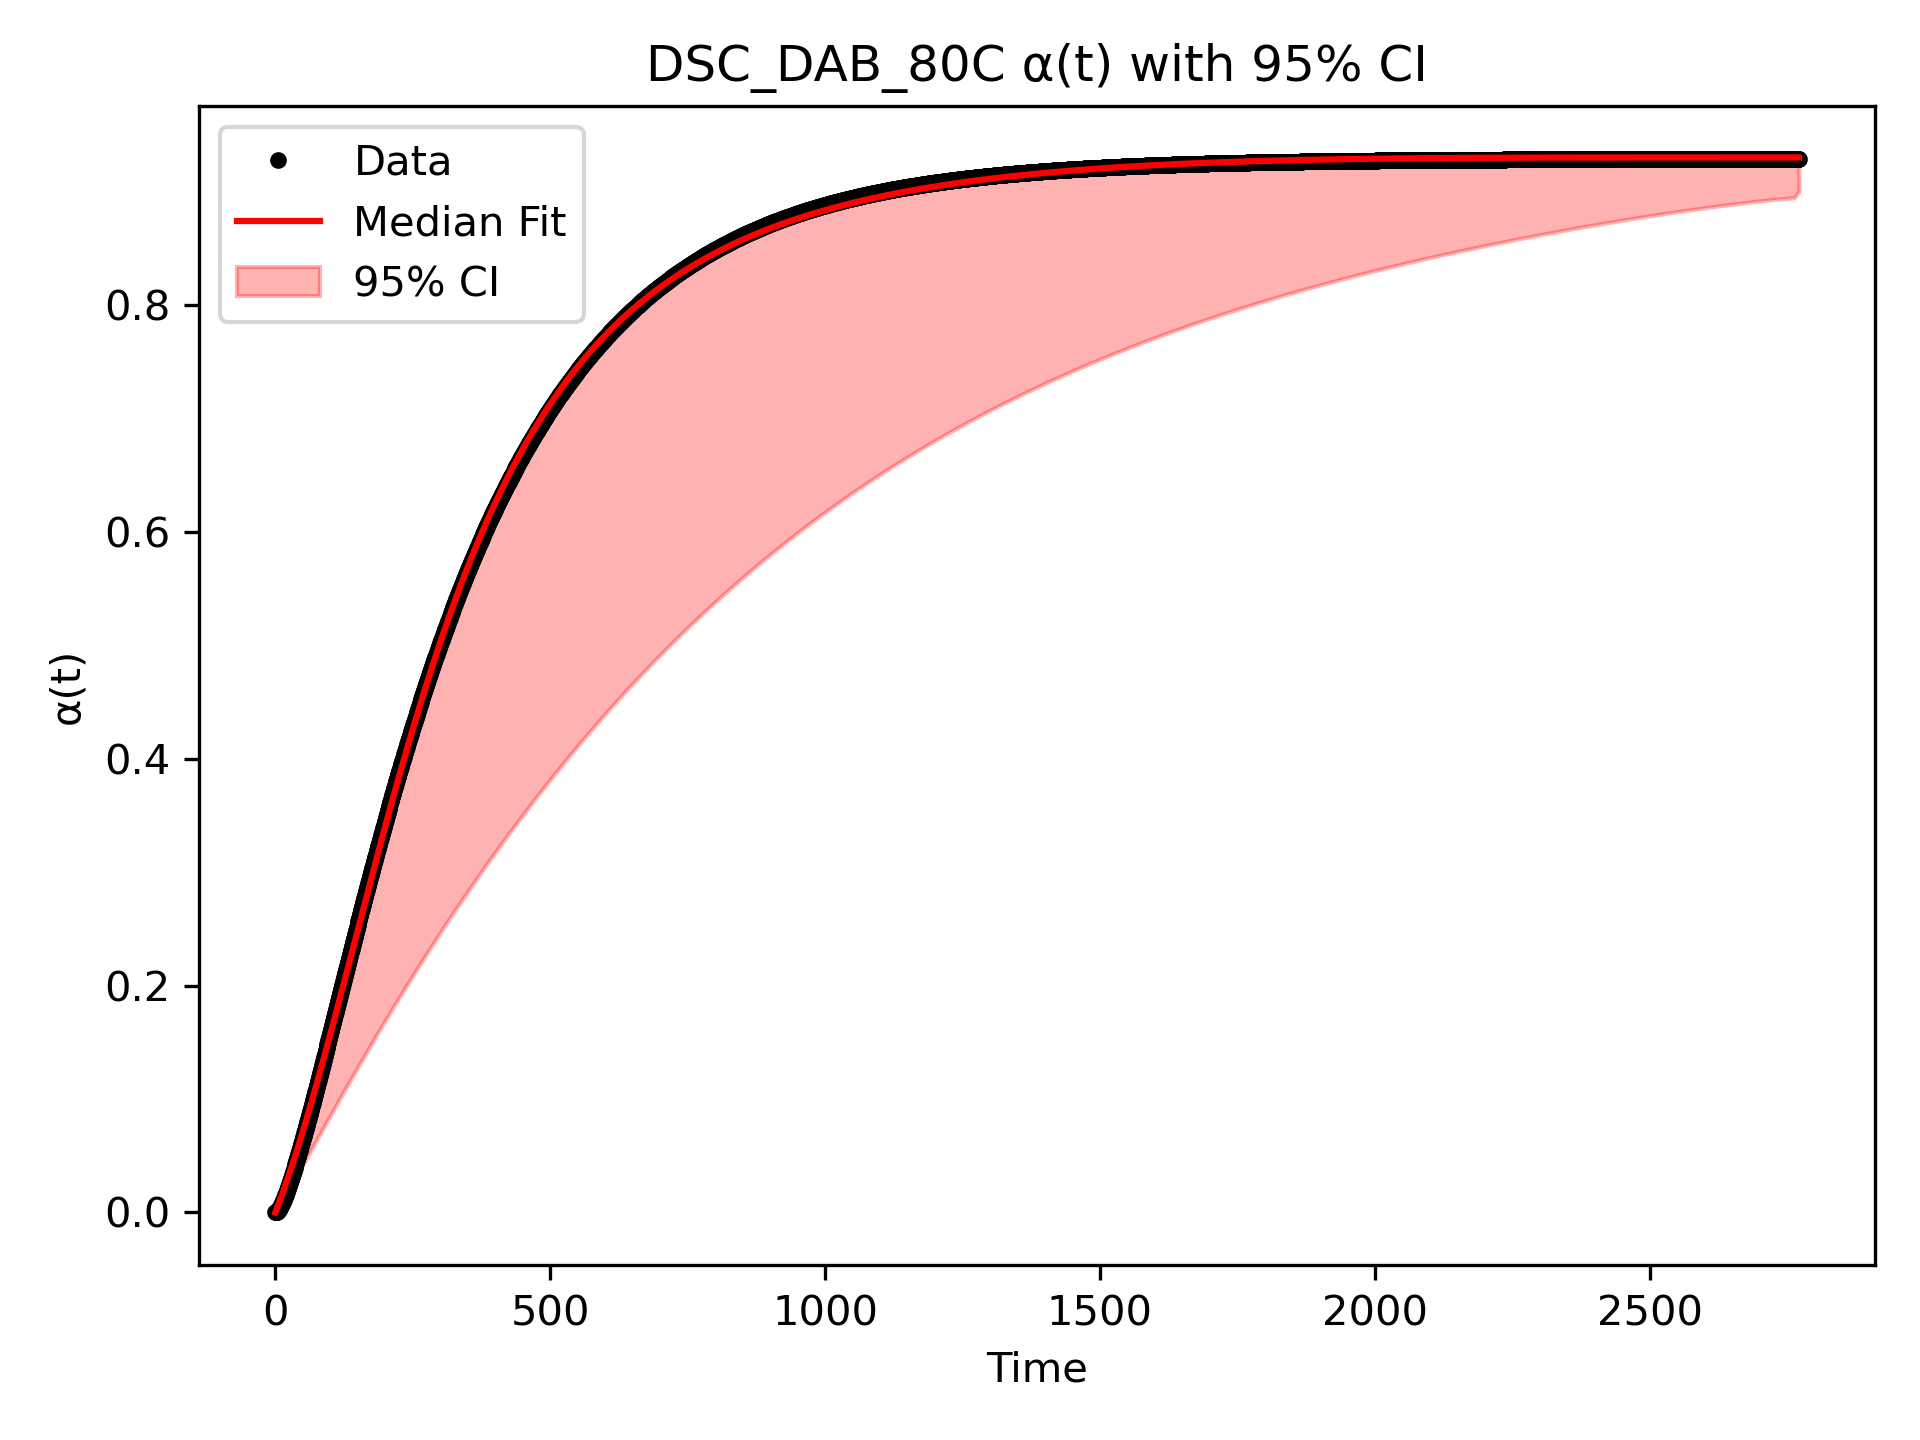 DSC_DAB_80C α(t) with 95% CI
Data
Median Fit
95% CI
α(t)
0.8
0.6
0.4
0.2
0.0
0
500
1000
1500
2000
2500
Time